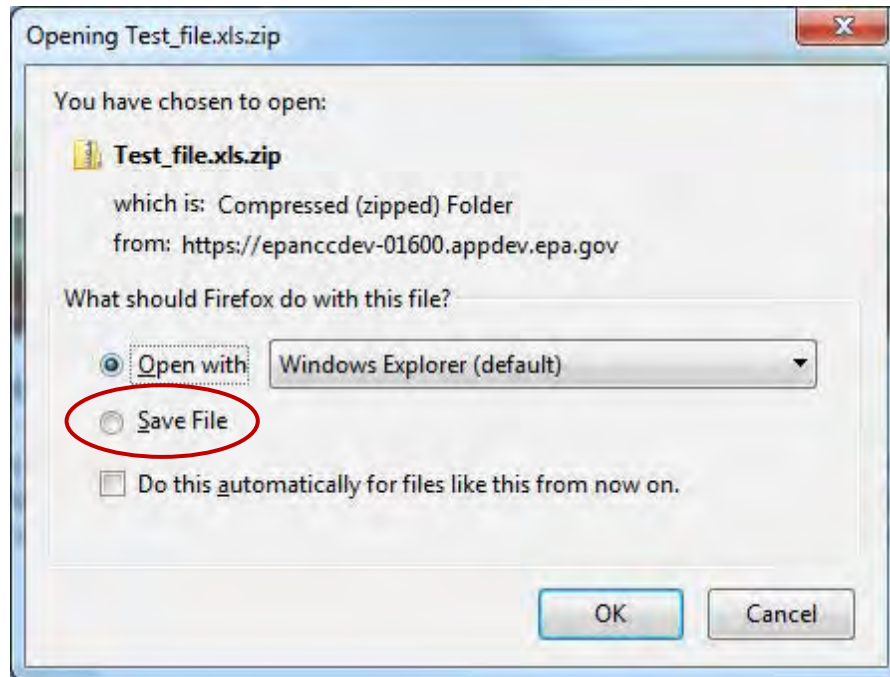 Opening Test_file.xls.zip
You have chosen to open:
Test_file.xls.zip
which is: Compressed (zipped) Folder
from: https://epanccdev-01600.appdev.epa.gov
What should Firefox do with this file?
Open with Windows Explorer (default)
Save File
Do this automatically for files like this from now on.
OK Cancel